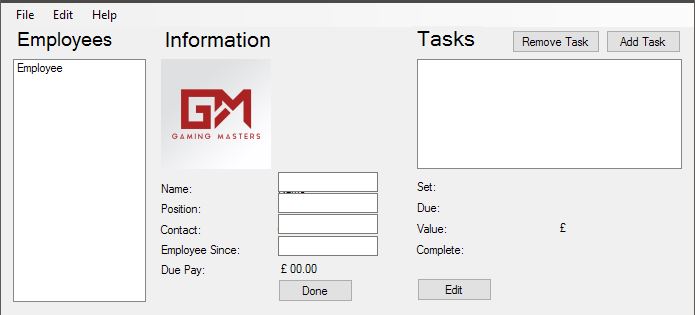 File Edit Help
Employees
Employee
Information
GM
GAMING MASTERS
Name:
Position:
Contact:
Employee Since:
Due Pay: £ 00.00
Done
Tasks Remove Task Add Task
Set:
Due:
Value: £
Complete:
Edit